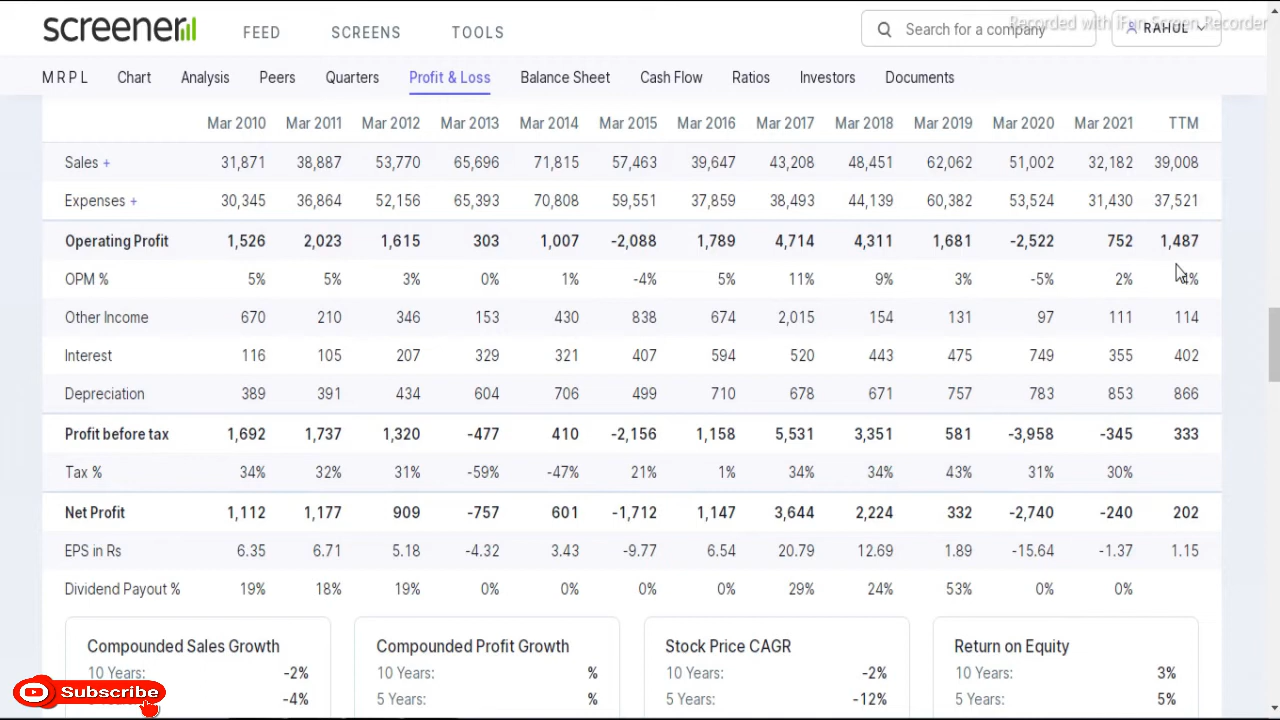 screener FEED SCREENS TOOLS Search for a company RAHUL
Recorded with iFun Screen Recorder
M R P L Chart Analysis Peers Quarters Profit & Loss Balance Sheet Cash Flow Ratios Investors Documents
Mar 2010 Mar 2011 Mar 2012 Mar 2013 Mar 2014 Mar 2015 Mar 2016 Mar 2017 Mar 2018 Mar 2019 Mar 2020 Mar 2021 TTM
Sales + 31,871 38,887 53,770 65,696 71,815 57,463 39,647 43,208 48,451 62,062 51,002 32,182 39,008
Expenses + 30,345 36,864 52,156 65,393 70,808 59,551 37,859 38,493 44,139 60,382 53,524 31,430 37,521
Operating Profit 1,526 2,023 1,615 303 1,007 -2,088 1,789 4,714 4,311 1,681 -2,522 752 1,487
OPM % 5% 5% 3% 0% 1% -4% 5% 11% 9% 3% -5% 2% 4%
Other Income 670 210 346 153 430 838 674 2,015 154 131 97 111 114
Interest 116 105 207 329 321 407 594 520 443 475 749 355 402
Depreciation 389 391 434 604 706 499 710 678 671 757 783 853 866
Profit before tax 1,692 1,737 1,320 -477 410 -2,156 1,158 5,531 3,351 581 -3,958 -345 333
Tax % 34% 32% 31% -59% -47% 21% 1% 34% 34% 43% 31% 30%
Net Profit 1,112 1,177 909 -757 601 -1,712 1,147 3,644 2,224 332 -2,740 -240 202
EPS in Rs 6.35 6.71 5.18 -4.32 3.43 -9.77 6.54 20.79 12.69 1.89 -15.64 -1.37 1.15
Dividend Payout % 19% 18% 19% 0% 0% 0% 0% 29% 24% 53% 0% 0%
Compounded Sales Growth Compounded Profit Growth Stock Price CAGR Return on Equity
10 Years: -2% 10 Years: % 10 Years: -2% 10 Years: 3%
-4% 5 Years: % 5 Years: -12% 5 Years: 5%
Subscribe